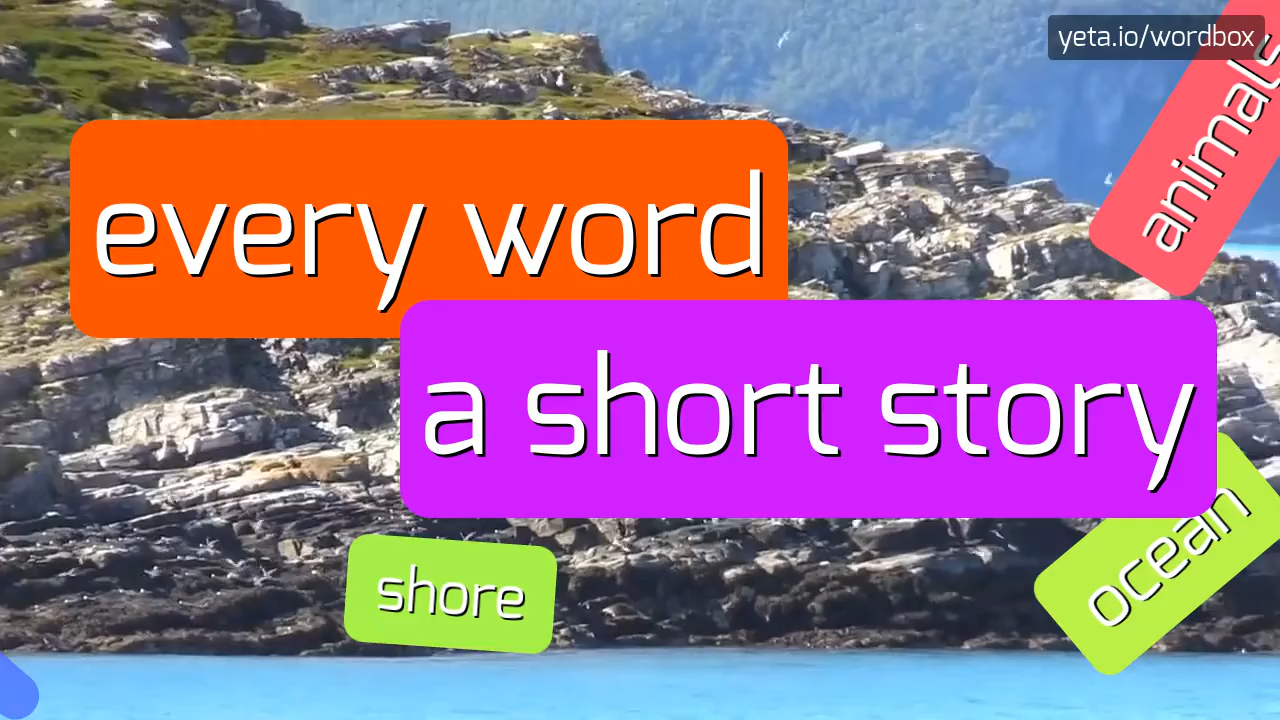 yeta.io/wordbox
animals
every word
a short story
ocean
shore